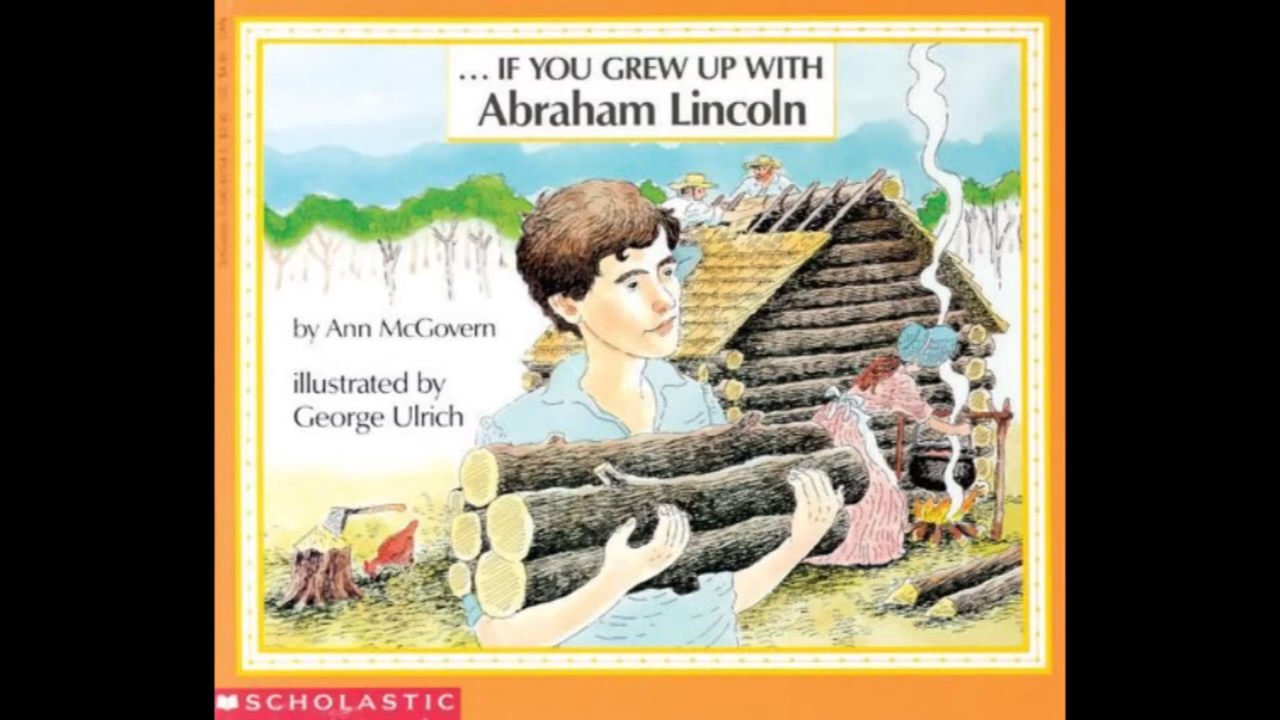 ... IF YOU GREW UP WITH
Abraham Lincoln
by Ann McGovern
illustrated by
George Ulrich
SCHOLASTIC